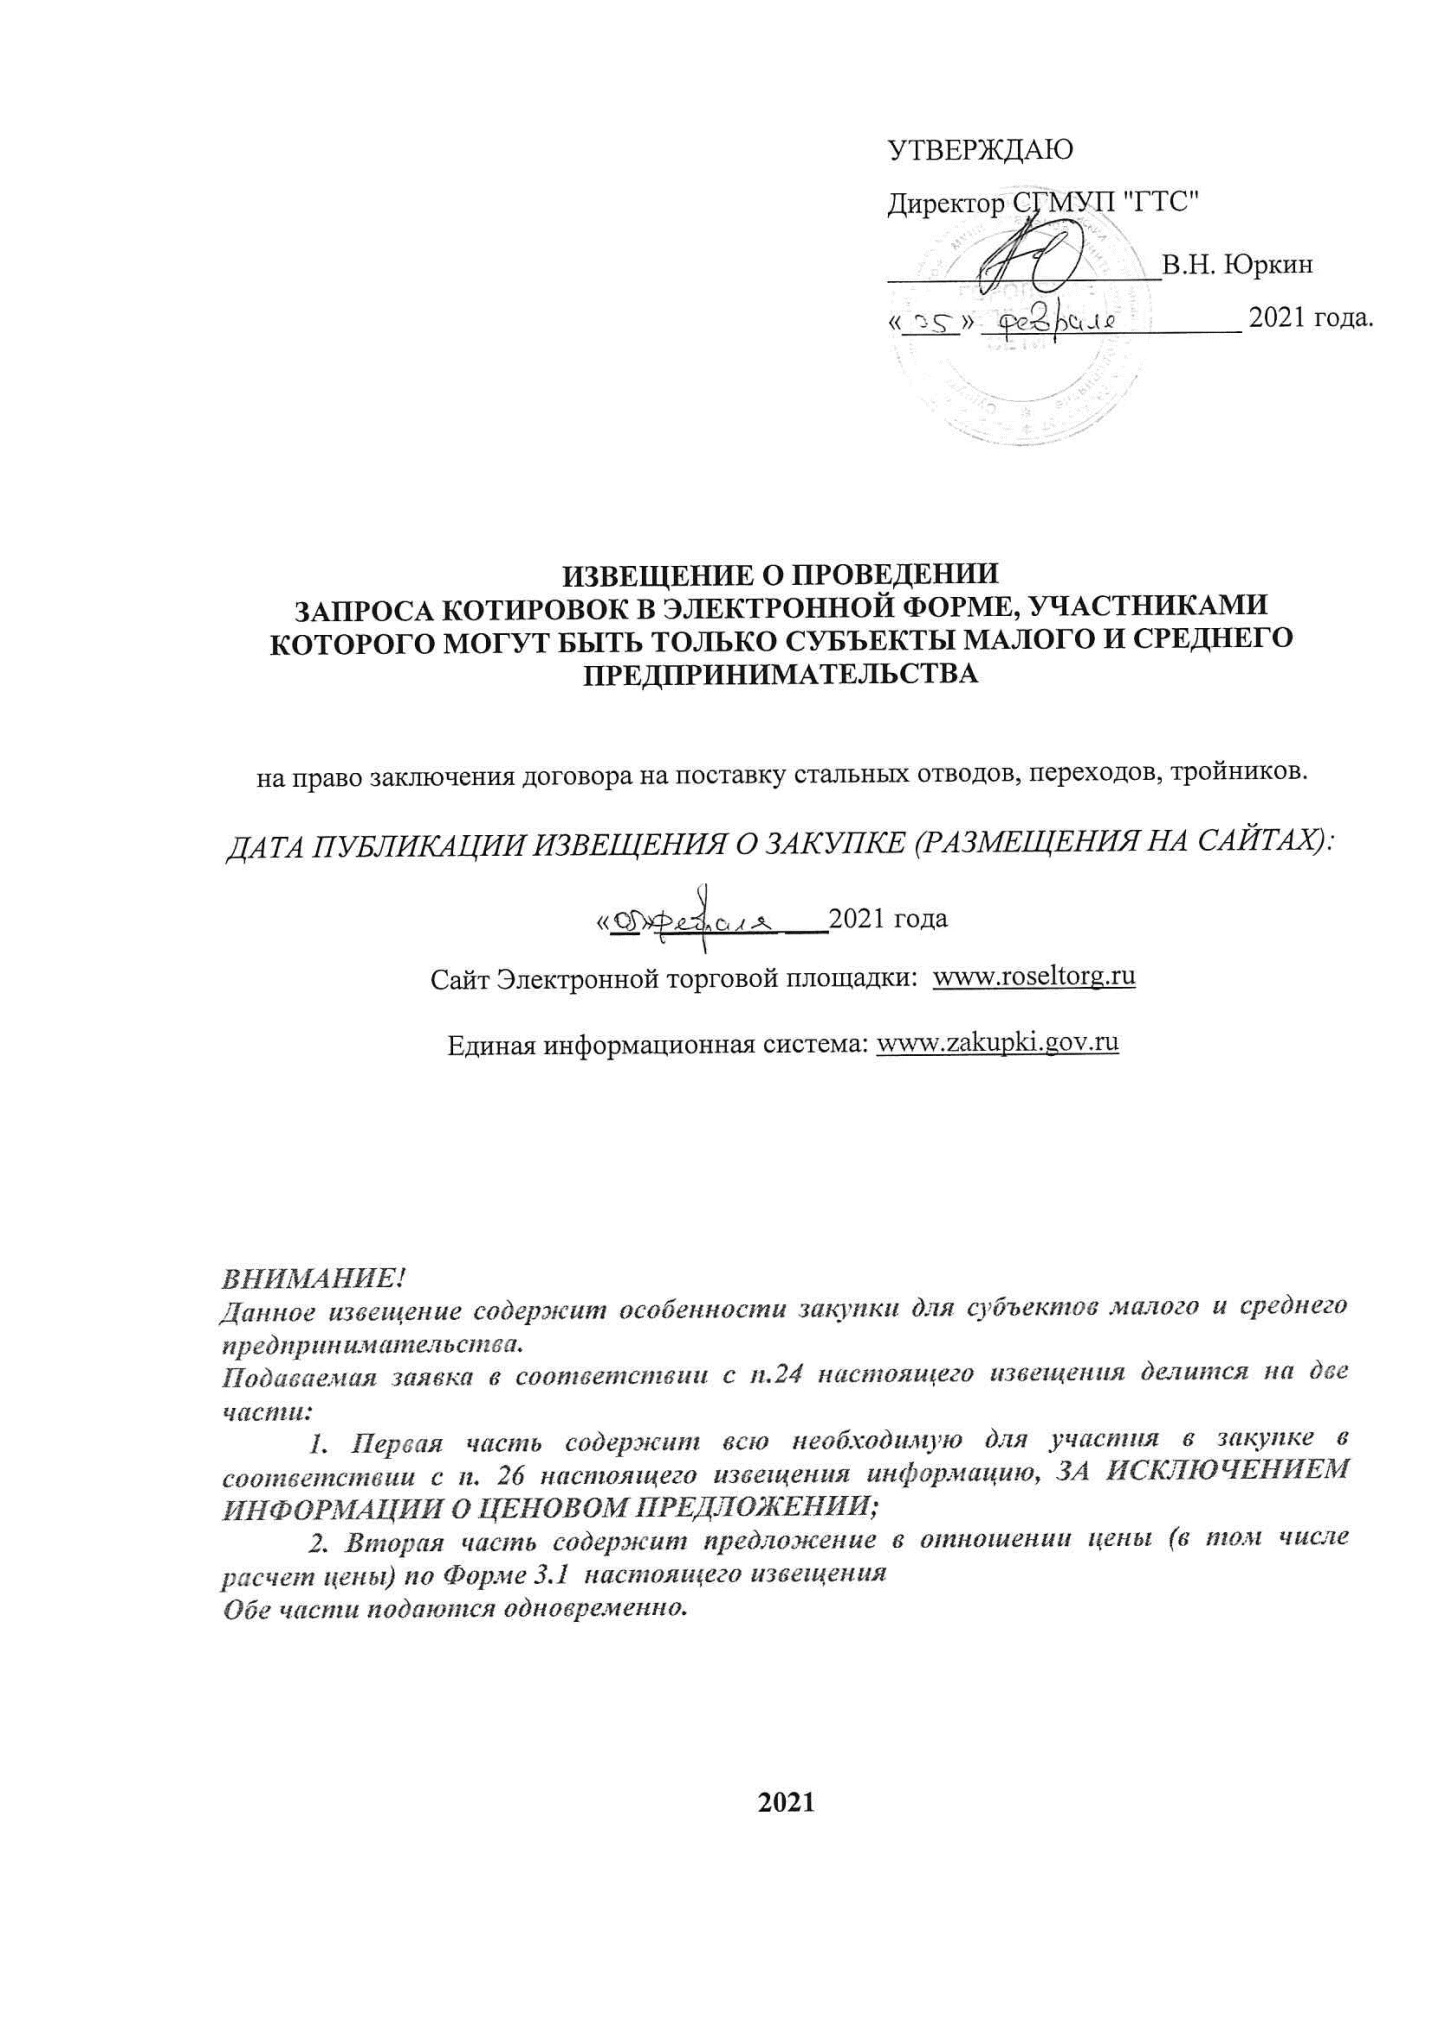 УТВЕРЖДАЮ
Директор СГМУП "ГТС"
В.Н. Юркин
«05» февраля 2021 года.
ИЗВЕЩЕНИЕ О ПРОВЕДЕНИИ
ЗАПРОСА КОТИРОВОК В ЭЛЕКТРОННОЙ ФОРМЕ, УЧАСТНИКАМИ
КОТОРОГО МОГУТ БЫТЬ ТОЛЬКО СУБЪЕКТЫ МАЛОГО И СРЕДНЕГО
ПРЕДПРИНИМАТЕЛЬСТВА
на право заключения договора на поставку стальных отводов, переходов, тройников.
ДАТА ПУБЛИКАЦИИ ИЗВЕЩЕНИЯ О ЗАКУПКЕ (РАЗМЕЩЕНИЯ НА САЙТАХ):
«05» февраля 2021 года
Сайт Электронной торговой площадки: www.roseltorg.ru
Единая информационная система: www.zakupki.gov.ru
ВНИМАНИЕ!
Данное извещение содержит особенности закупки для субъектов малого и среднего
предпринимательства.
Подаваемая заявка в соответствии с п.24 настоящего извещения делится на две
части:
1. Первая часть содержит всю необходимую для участия в закупке в
соответствии с п. 26 настоящего извещения информацию, ЗА ИСКЛЮЧЕНИЕМ
ИНФОРМАЦИИ О ЦЕНОВОМ ПРЕДЛОЖЕНИИ;
2. Вторая часть содержит предложение в отношении цены (в том числе
расчет цены) по Форме 3.1 настоящего извещения
Обе части подаются одновременно.
2021